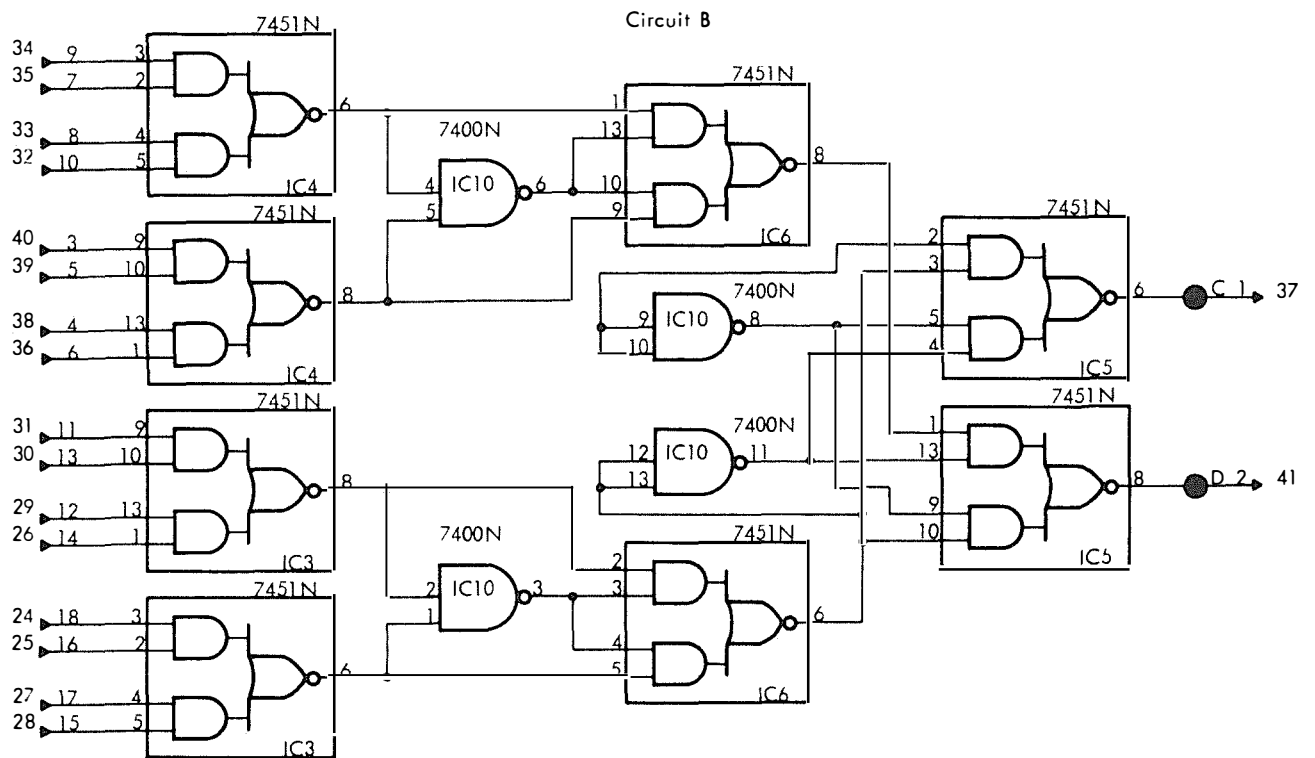 Circuit B
7451N
34 9 3
35 7 2
6
33 8 4
32 10 5
IC4
7451N
40 3 9
39 5 10
8
38 4 13
36 6 1
IC4
7451N
31 11 9
30 13 10
8
29 12 13
26 14 1
IC3
7451N
24 18 3
25 16 2
6
27 17 4
28 15 5
IC3
7400N
4 IC10 6
5
7451N
1
13
8
10
9
IC6
7400N
9 IC10 8
10
7400N
12 IC10 11
13
7400N
2 IC10 3
1
7451N
2
3
6
4
5
IC6
7451N
2
3
6 C 1 37
5
4
IC5
7451N
1
13
8 D 2 41
9
10
IC5